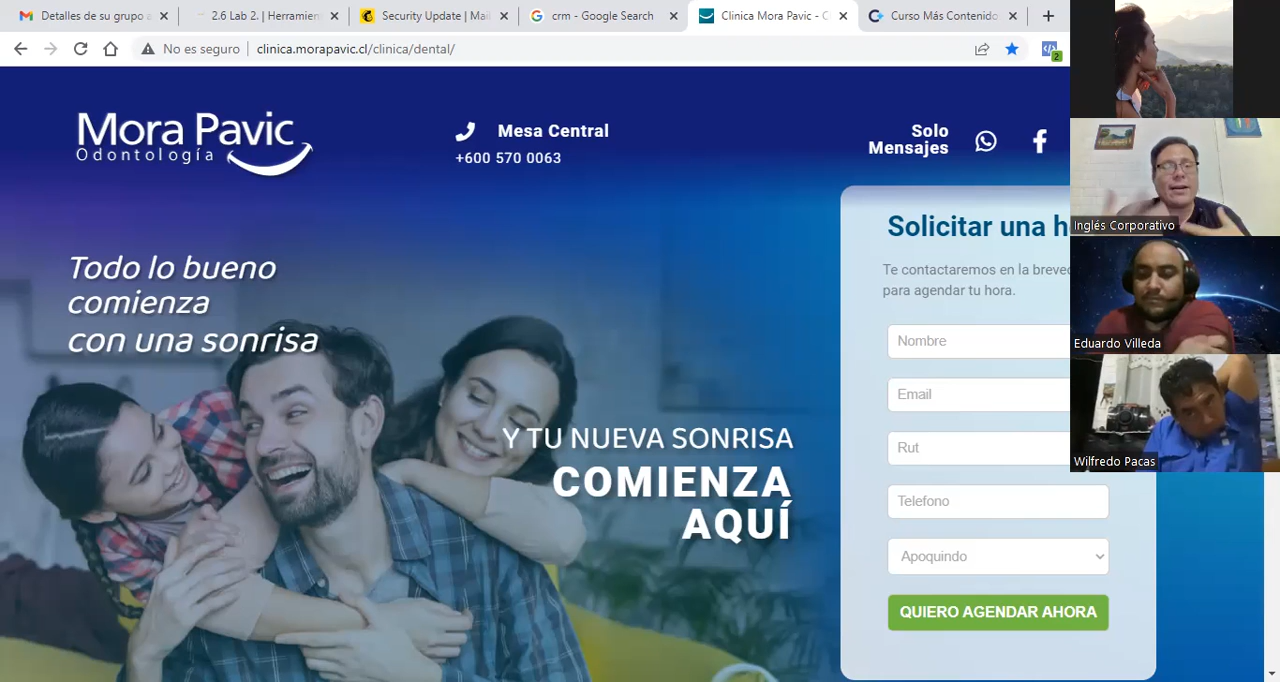 Detalles de su grupo
2.6 Lab 2. | Herramien
Security Update | Mail
crm - Google Search
Clinica Mora Pavic - C
Curso Más Contenido
No es seguro
clinica.morapavic.cl/clinica/dental/
2
Mora Pavic
Odontología
Mesa Central
+600 570 0063
Solo
Mensajes
Todo lo bueno
comienza
con una sonrisa
Y TU NUEVA SONRISA
COMIENZA
AQUÍ
Solicitar una h
Te contactaremos en la breved
para agendar tu hora.
Nombre
Email
Rut
Telefono
Apoquindo
QUIERO AGENDAR AHORA
Inglés Corporativo
Eduardo Villeda
Wilfredo Pacas